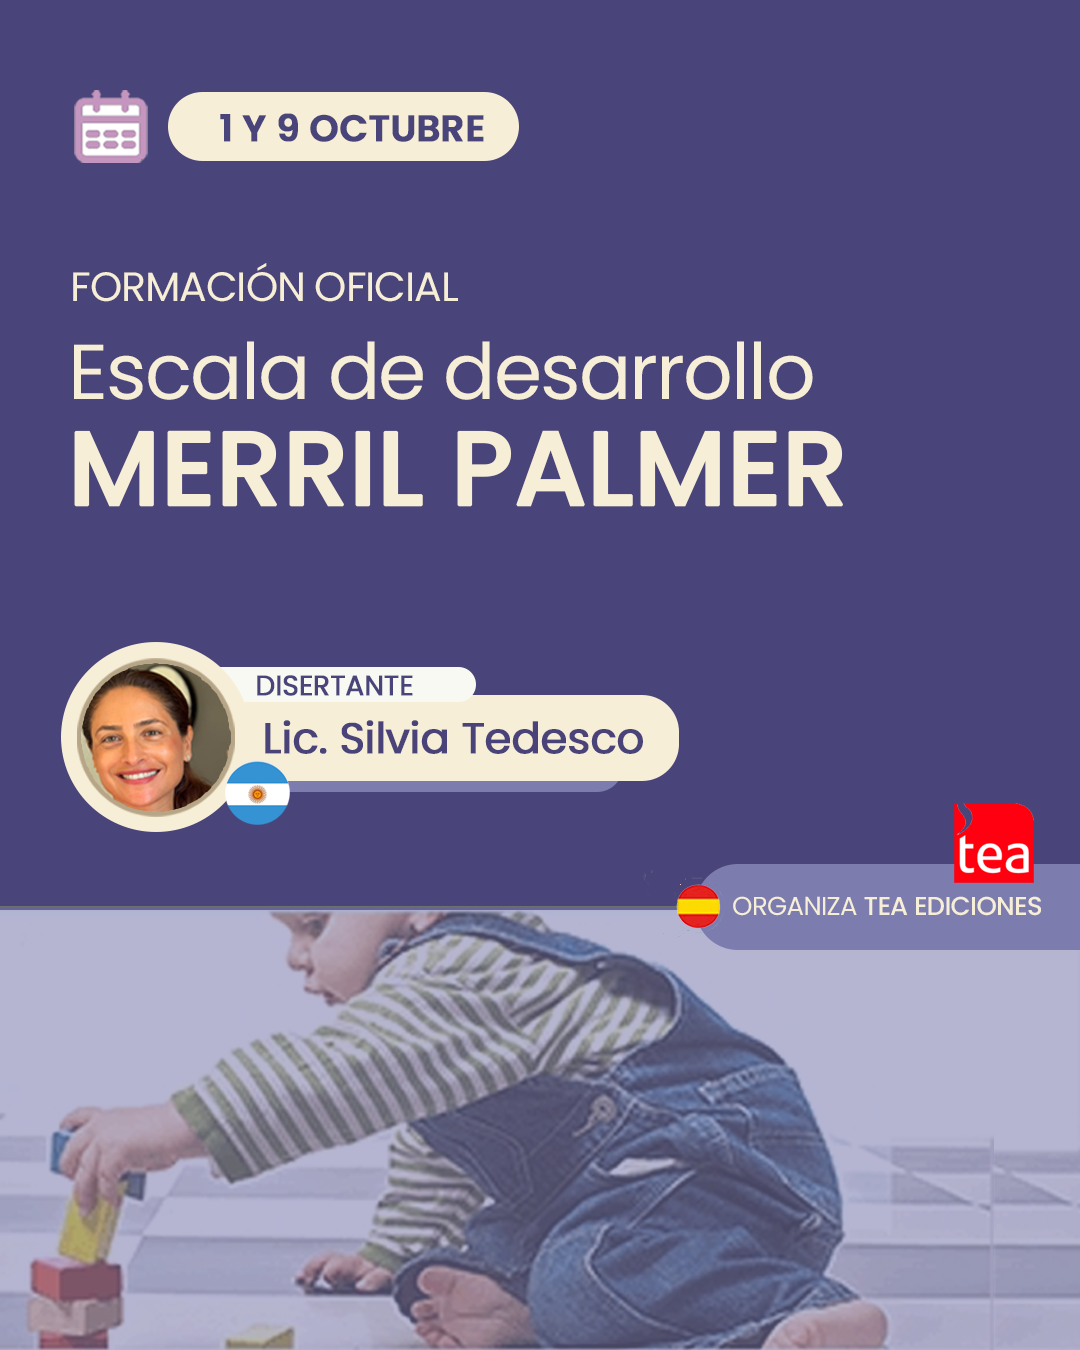 1 Y 9 OCTUBRE
FORMACIÓN OFICIAL
Escala de desarrollo
MERRIL PALMER
DISERTANTE
Lic. Silvia Tedesco
tea
ORGANIZA TEA EDICIONES